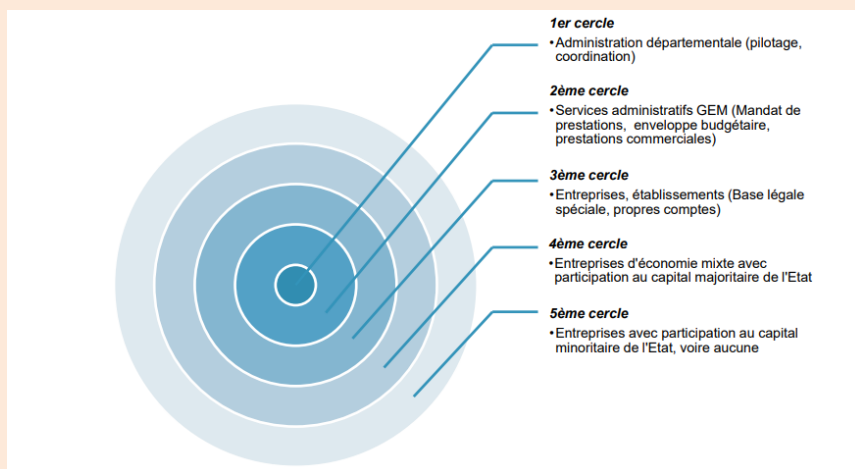 1er cercle
•Administration départementale (pilotage,
coordination)
2ème cercle
•Services administratifs GEM (Mandat de
prestations, enveloppe budgétaire,
prestations commerciales)
3ème cercle
•Entreprises, établissements (Base légale
spéciale, propres comptes)
4ème cercle
•Entreprises d'économie mixte avec
participation au capital majoritaire de l'Etat
5ème cercle
•Entreprises avec participation au capital
minoritaire de l'Etat, voire aucune